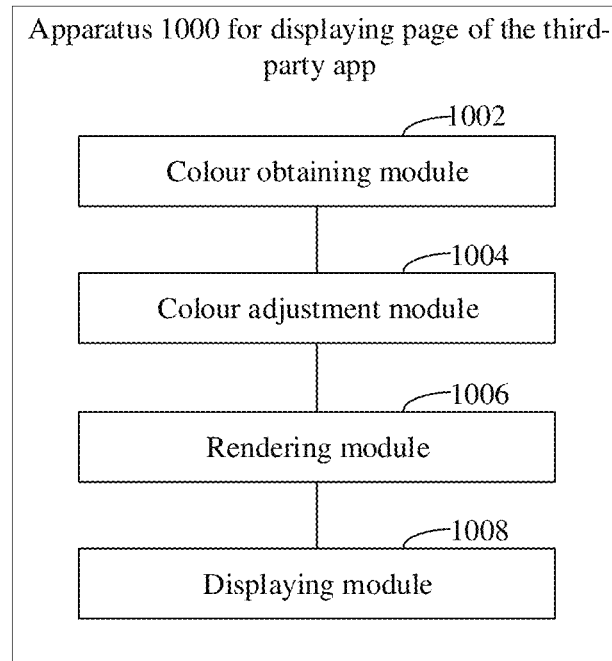 Apparatus 1000 for displaying page of the third-
party app
1002
Colour obtaining module
1004
Colour adjustment module
1006
Rendering module
1008
Displaying module